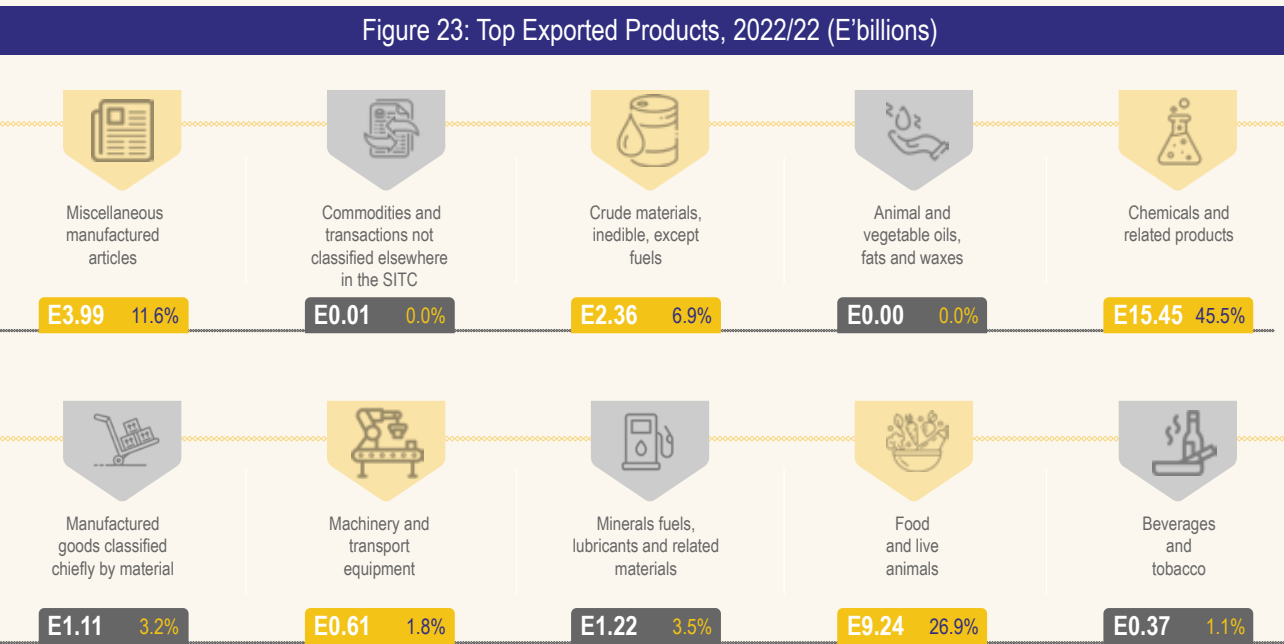 Figure 23: Top Exported Products, 2022/22 (E'billions)
Miscellaneous
manufactured
articles
E3.99 11.6%
Commodities and
transactions not
classified elsewhere
in the SITC
E0.01 0.0%
Crude materials,
inedible, except
fuels
E2.36 6.9%
Animal and
vegetable oils,
fats and waxes
E0.00 0.0%
Chemicals and
related products
E15.45 45.5%
Manufactured
goods classified
chiefly by material
E1.11 3.2%
Machinery and
transport
equipment
E0.61 1.8%
Minerals fuels,
lubricants and related
materials
E1.22 3.5%
Food
and live
animals
E9.24 26.9%
Beverages
and
tobacco
E0.37 1.1%